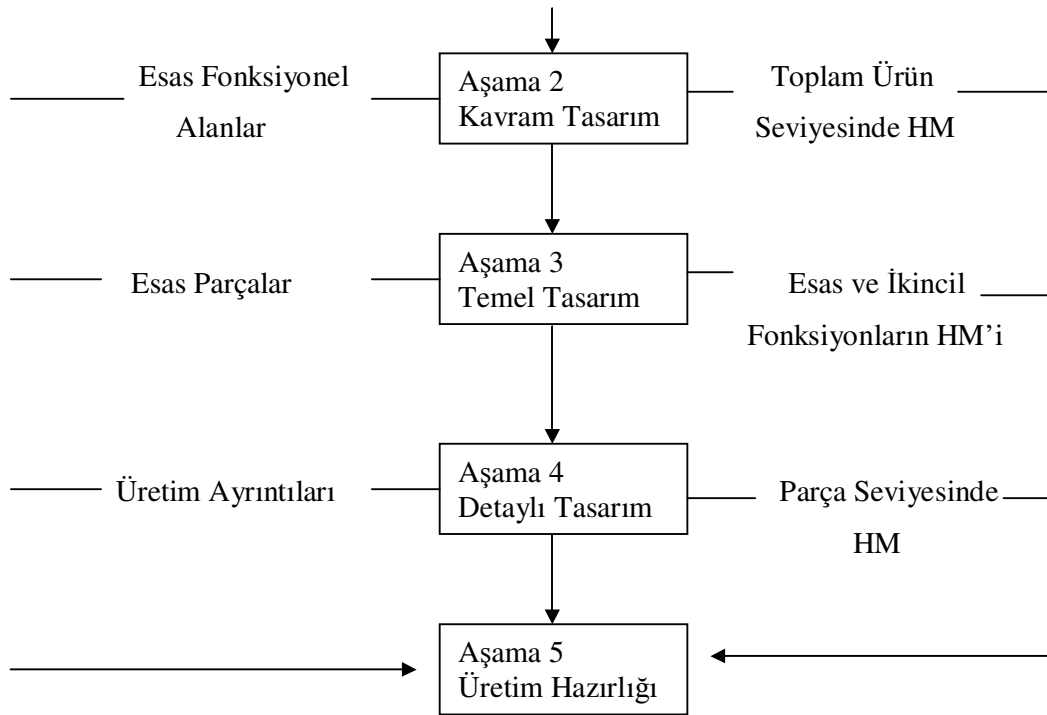 Esas Fonksiyonel
Alanlar
Aşama 2
Kavram Tasarım
Toplam Ürün
Seviyesinde HM
Esas Parçalar
Aşama 3
Temel Tasarım
Esas ve İkincil
Fonksiyonların HM’i
Üretim Ayrıntıları
Aşama 4
Detaylı Tasarım
Parça Seviyesinde
HM
Aşama 5
Üretim Hazırlığı